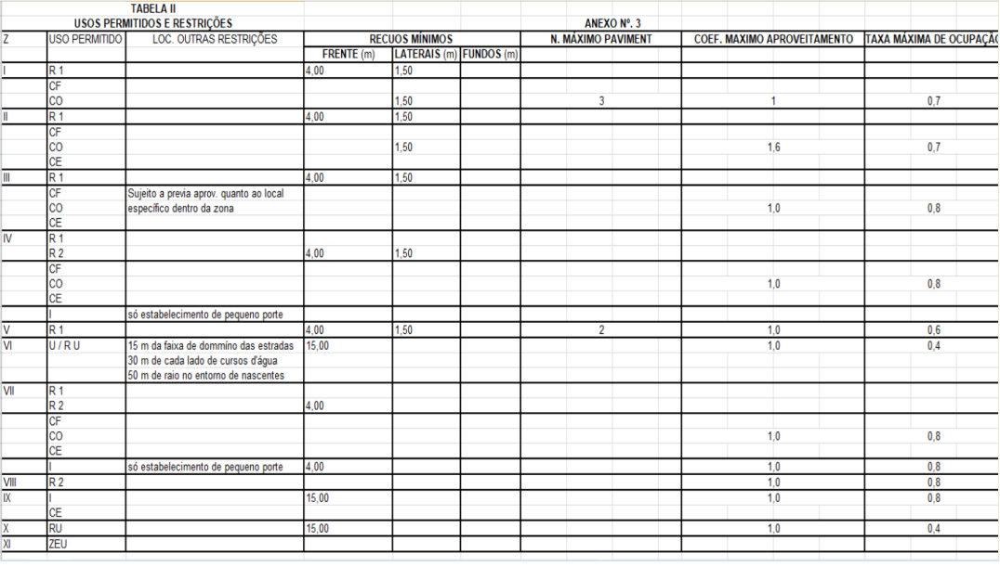 TABELA II
USOS PERMITIDOS E RESTRIÇÕES ANEXO Nº. 3
Z USO PERMITIDO LOC. OUTRAS RESTRIÇÕES RECUOS MÍNIMOS N. MÁXIMO PAVIMENT COEF. MAXIMO APROVEITAMENTO TAXA MÁXIMA DE OCUPAÇÃO
FRENTE (m) LATERAIS (m) FUNDOS (m)
I R 1 4,00 1,50
CF
CO 1,50 3 1 0,7
II R 1 4,00 1,50
CF
CO 1,50 1,6 0,7
CE
III R 1 4,00 1,50
CF Sujeito a previa aprov. quanto ao local
CO específico dentro da zona 1,0 0,8
CE
IV R 1
R 2 4,00 1,50
CF
CO 1,0 0,8
CE
I só estabelecimento de pequeno porte
V R 1 4,00 1,50 2 1,0 0,6
VI U / R U 15 m da faixa de dommíno das estradas 15,00 1,0 0,4
30 m de cada lado de cursos d'água
50 m de raio no entorno de nascentes
VII R 1
R 2 4,00
CF
CO 1,0 0,8
CE
I só estabelecimento de pequeno porte 4,00 1,0 0,8
VIII R 2 1,0 0,8
IX I 15,00 1,0 0,8
CE
X RU 15,00 1,0 0,4
XI ZEU